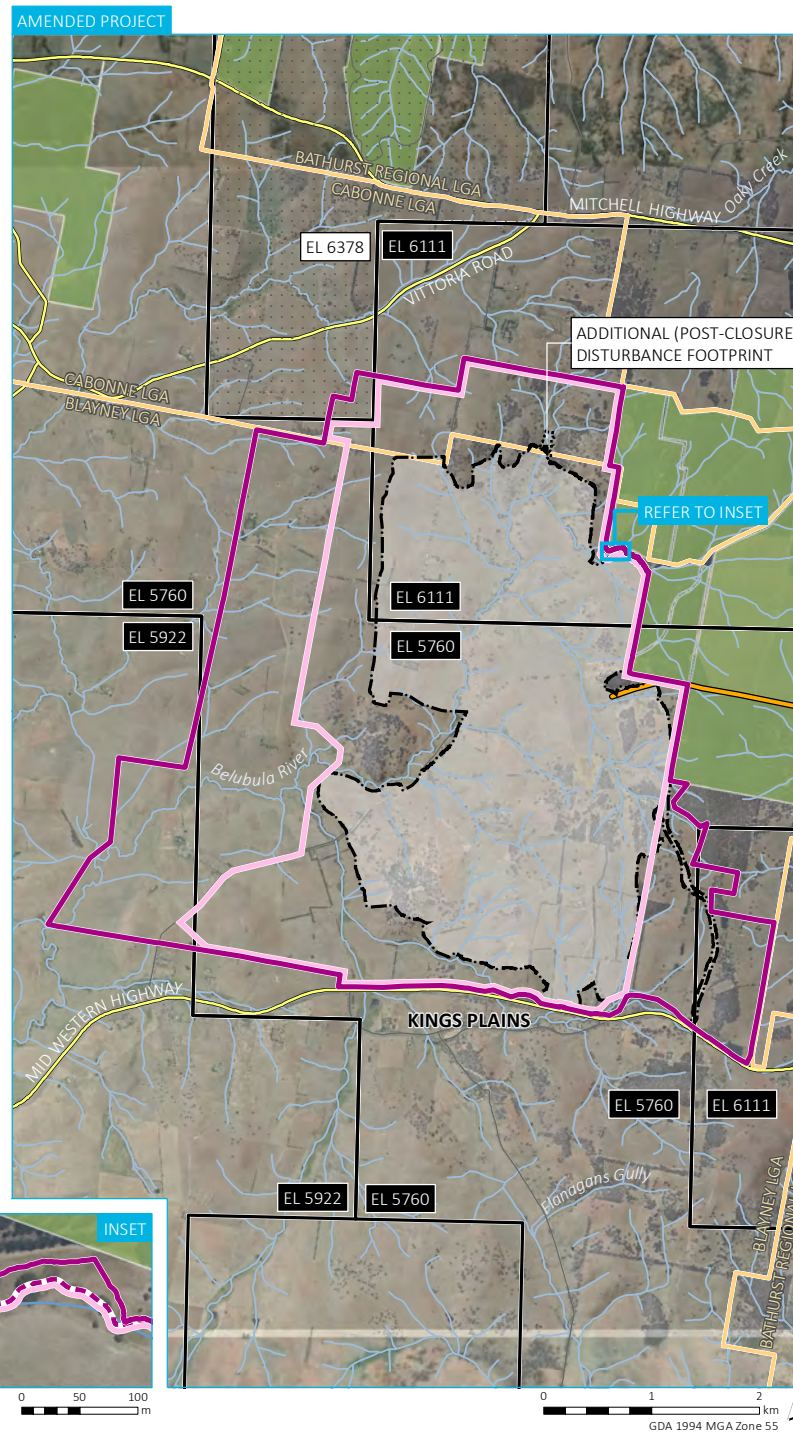 AMENDED PROJECT
BATHURST REGIONAL LGA
CABONNE LGA
MITCHELL HIGHWAY
Oaky Creek
EL 6378
EL 6111
VITTORIA ROAD
ADDITIONAL (POST-CLOSURE
DISTURBANCE FOOTPRINT
CABONNE LGA
BLAYNEY LGA
REFER TO INSET
EL 5760
EL 6111
EL 5922
EL 5760
Belubula River
MID WESTERN HIGHWAY
KINGS PLAINS
EL 5760
EL 6111
Flanagans Gully
EL 5922
EL 5760
BLAYNEY LGA
BATHURST REGIONAL
INSET
0 50 100
m
0 1 2
km
GDA 1994 MGA Zone 55